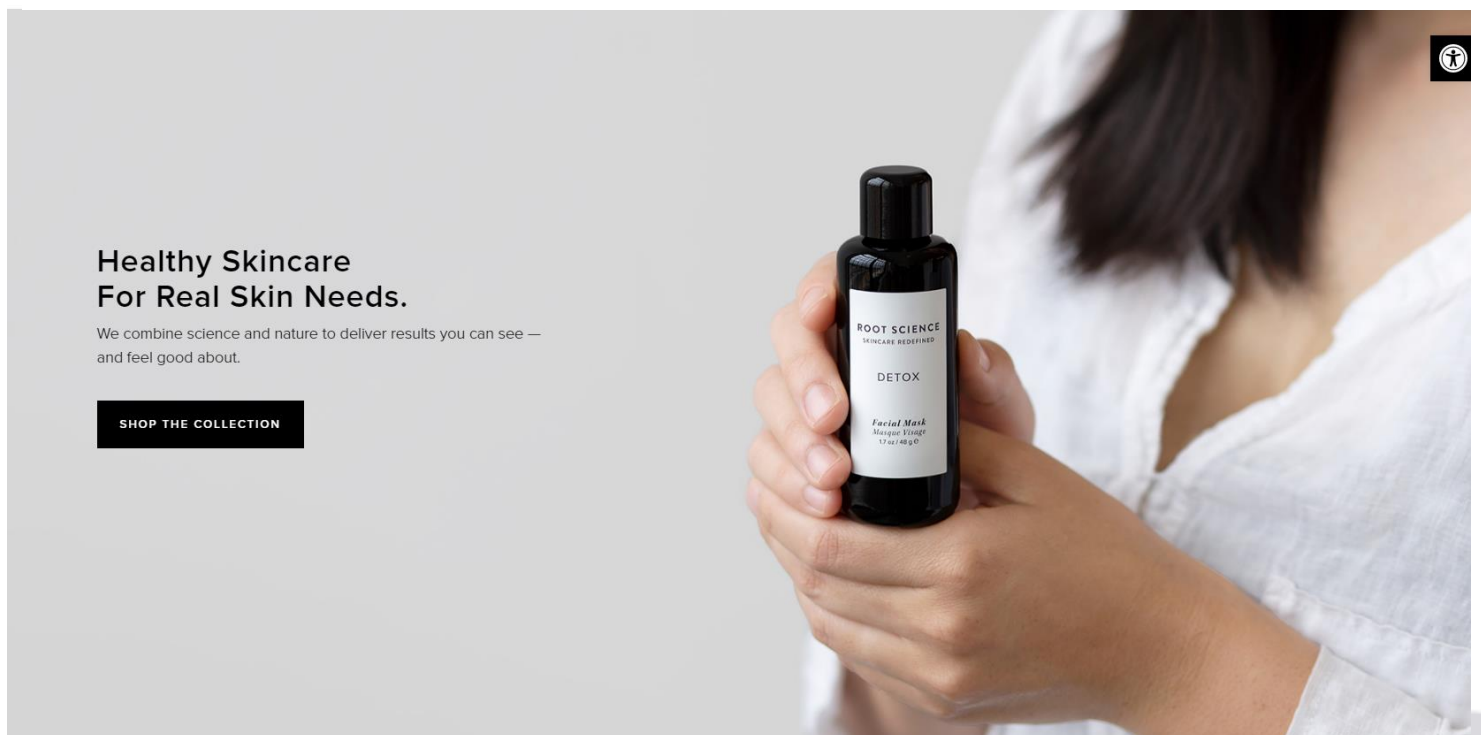 Healthy Skincare
For Real Skin Needs.
We combine science and nature to deliver results you can see —
and feel good about.
SHOP THE COLLECTION
ROOT SCIENCE
SKINCARE REDEFINED
DETOX
Facial Mask
Masque Visage
1.7 oz / 48 g ℮